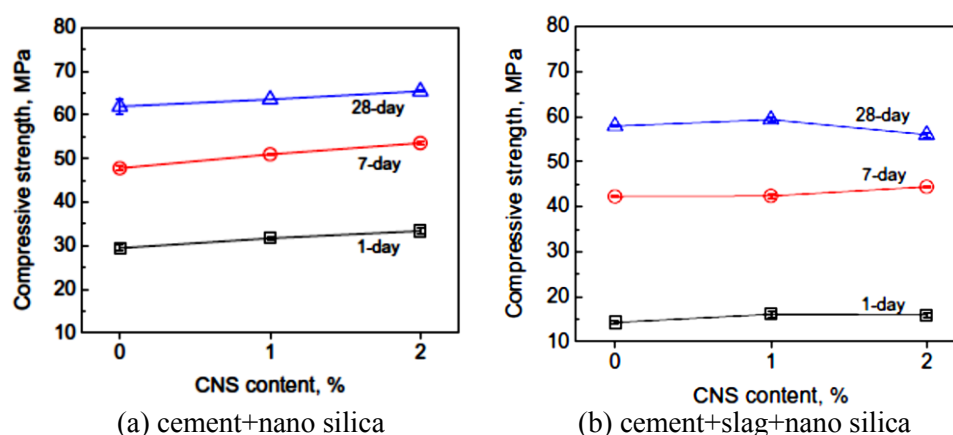 80
70
60
50
40
30
20
10
Compressive strength, MPa
28-day
7-day
1-day
0
1
2
CNS content, %
(a) cement+nano silica
80
70
60
50
40
30
20
10
Compressive strength, MPa
28-day
7-day
1-day
0
1
2
CNS content, %
(b) cement+slag+nano silica